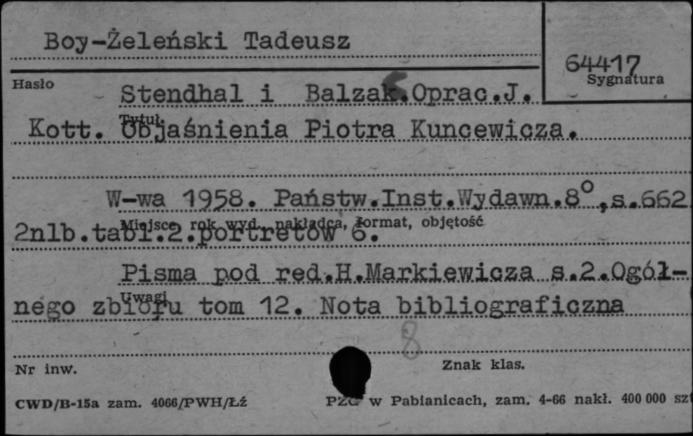 Boy-Żeleński Tadeusz
64417
Sygnatura
Hasło
Stendhal i Balzak.Oprac.J.
Tytuł
Kott. Objaśnienia Piotra Kuncewicza.
W-wa 1958. Państw.Inst.Wydawn.8°,s.662
Miejsce, rok wyd., nakładca, format, objętość
2nlb.tabl.2.portretów 6.
Pisma pod red.H.Markiewicza s.2.Ogól-
Uwagi
nego zbioru tom 12. Nota bibliograficzna
8
Nr inw.
Znak klas.
CWD/B-15a zam. 4066/PWH/Łź
PZG w Pabianicach, zam. 4-66 nakł. 400 000 szt